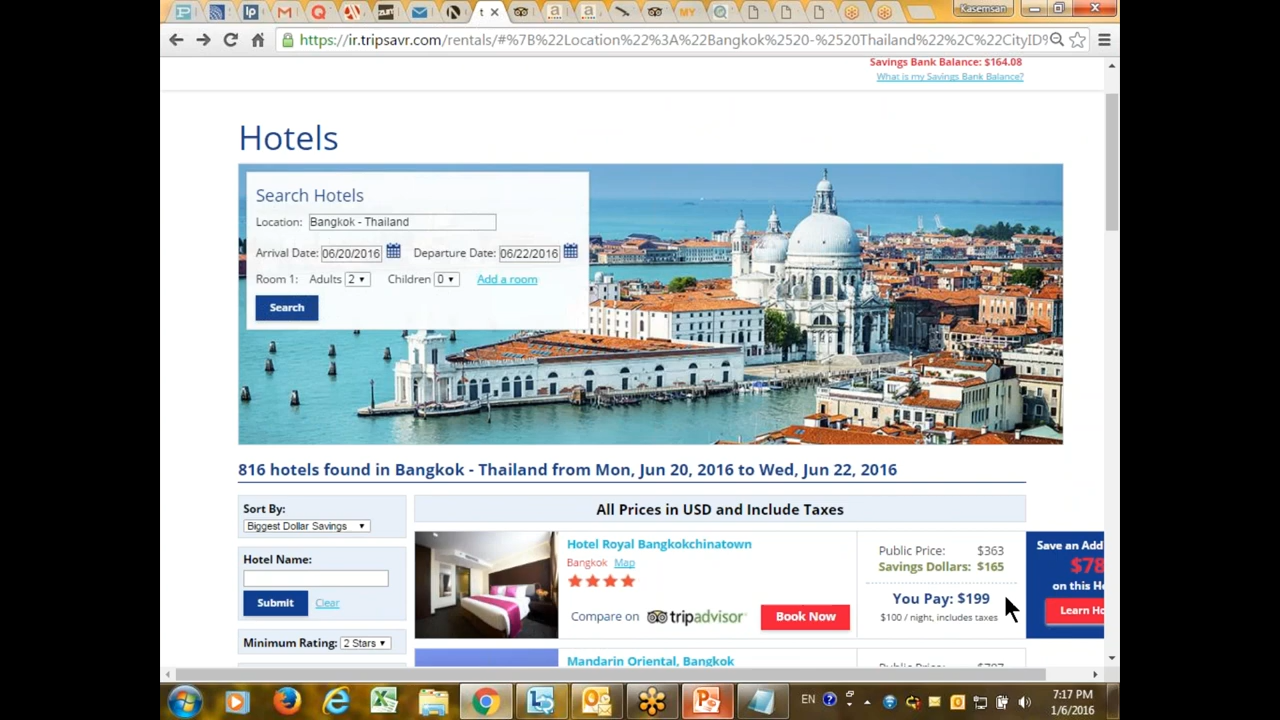 Kasemsan
https://ir.tripsavr.com/rentals/#%7B%22Location%22%3A%22Bangkok%2520-%2520Thailand%22%2C%22CityID%9
Savings Bank Balance: $164.08
What is my Savings Bank Balance?
Hotels
Search Hotels
Location: Bangkok - Thailand
Arrival Date: 06/20/2016 Departure Date: 06/22/2016
Room 1: Adults 2 Children 0 Add a room
Search
816 hotels found in Bangkok - Thailand from Mon, Jun 20, 2016 to Wed, Jun 22, 2016
Sort By:
Biggest Dollar Savings
Hotel Name:
Submit Clear
Minimum Rating: 2 Stars
All Prices in USD and Include Taxes
Hotel Royal Bangkokchinatown
Bangkok Map
Compare on tripadvisor Book Now
Public Price: $363
Savings Dollars: $165
You Pay: $199
$100 / night, includes taxes
Save an Add
$78
on this Ho
Learn Ho
Mandarin Oriental, Bangkok
EN
7:17 PM
1/6/2016